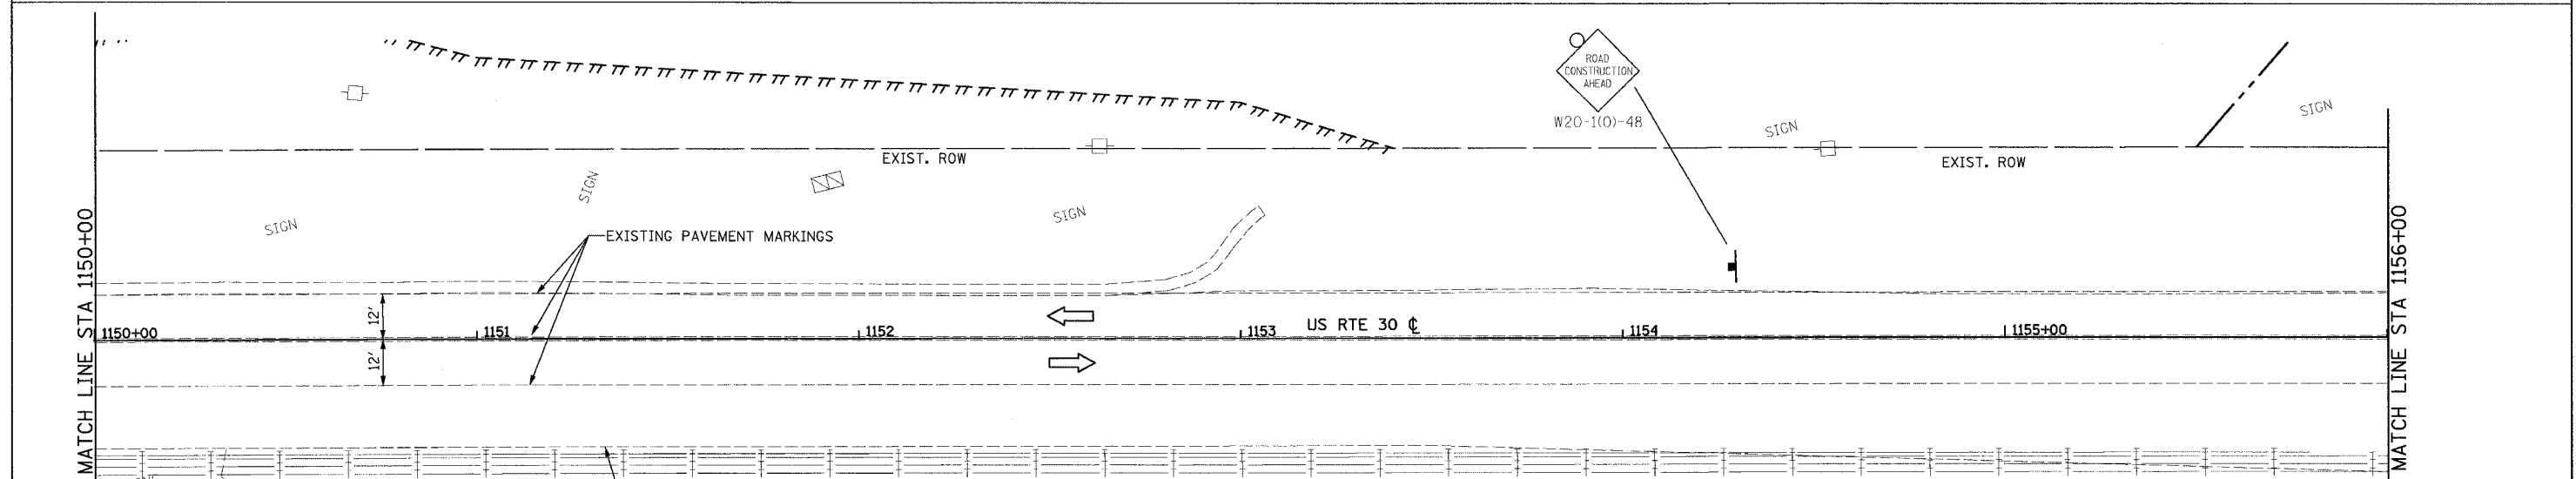 ROAD
CONSTRUCTION
AHEAD
W20-1(O)-48
SIGN
SIGN
EXIST. ROW
EXIST. ROW
SIGN
SIGN
SIGN
EXISTING PAVEMENT MARKINGS
MATCH LINE STA 1150+00
12'
12'
1150+00
1151
1152
1153
US RTE 30 ℄
1154
1155+00
MATCH LINE STA 1156+00